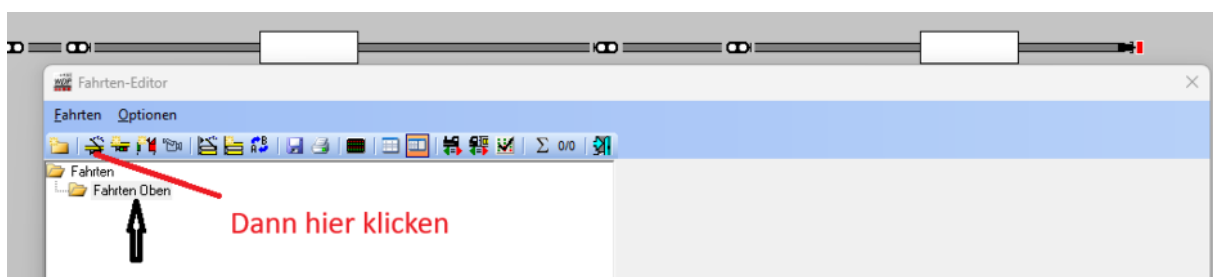 Fahrten-Editor
Fahrten Optionen
Σ 0/0
Fahrten
Fahrten Oben
Dann hier klicken